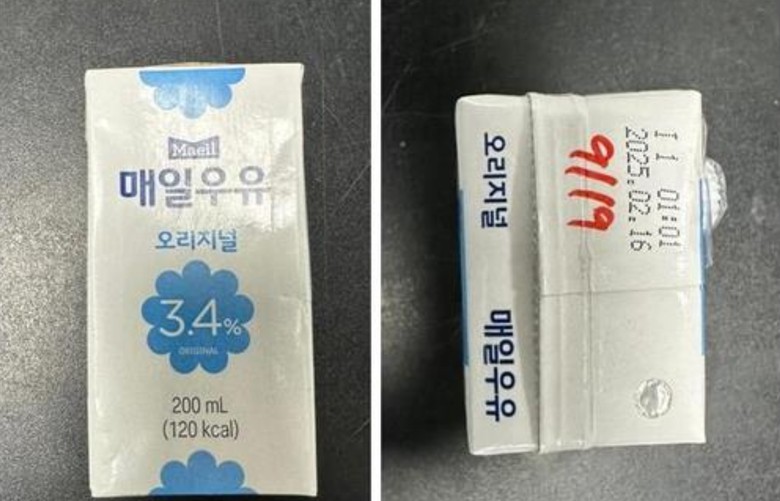 Maeil
매일우유
오리지널
3.4%
ORIGINAL
200 mL
(120 kcal)
오리지널
매일우유
9/19
1 1 01:01
2025.02.16